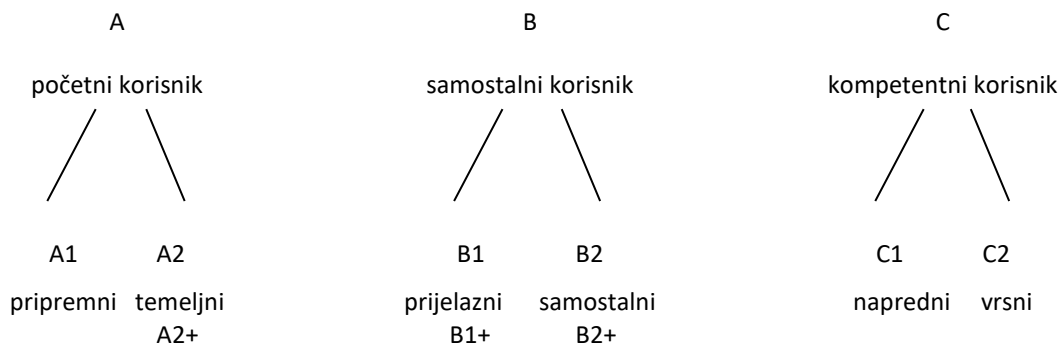 A B C
početni korisnik samostalni korisnik kompetentni korisnik
A1 A2 B1 B2 C1 C2
pripremni temeljni prijelazni samostalni napredni vrsni
A2+ B1+ B2+